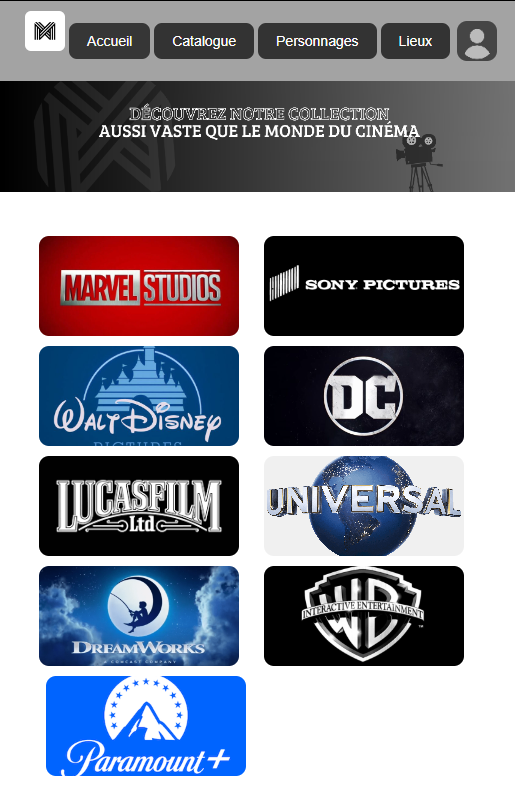 Accueil
Catalogue
Personnages
Lieux
DÉCOUVREZ NOTRE COLLECTION
AUSSI VASTE QUE LE MONDE DU CINÉMA
MARVEL STUDIOS
SONY PICTURES
WALT DISNEY
PICTURES
DC
LUCASFILM
Ltd
UNIVERSAL
DREAMWORKS
A COMCAST COMPANY
WB
INTERACTIVE ENTERTAINMENT
TM
Paramount+